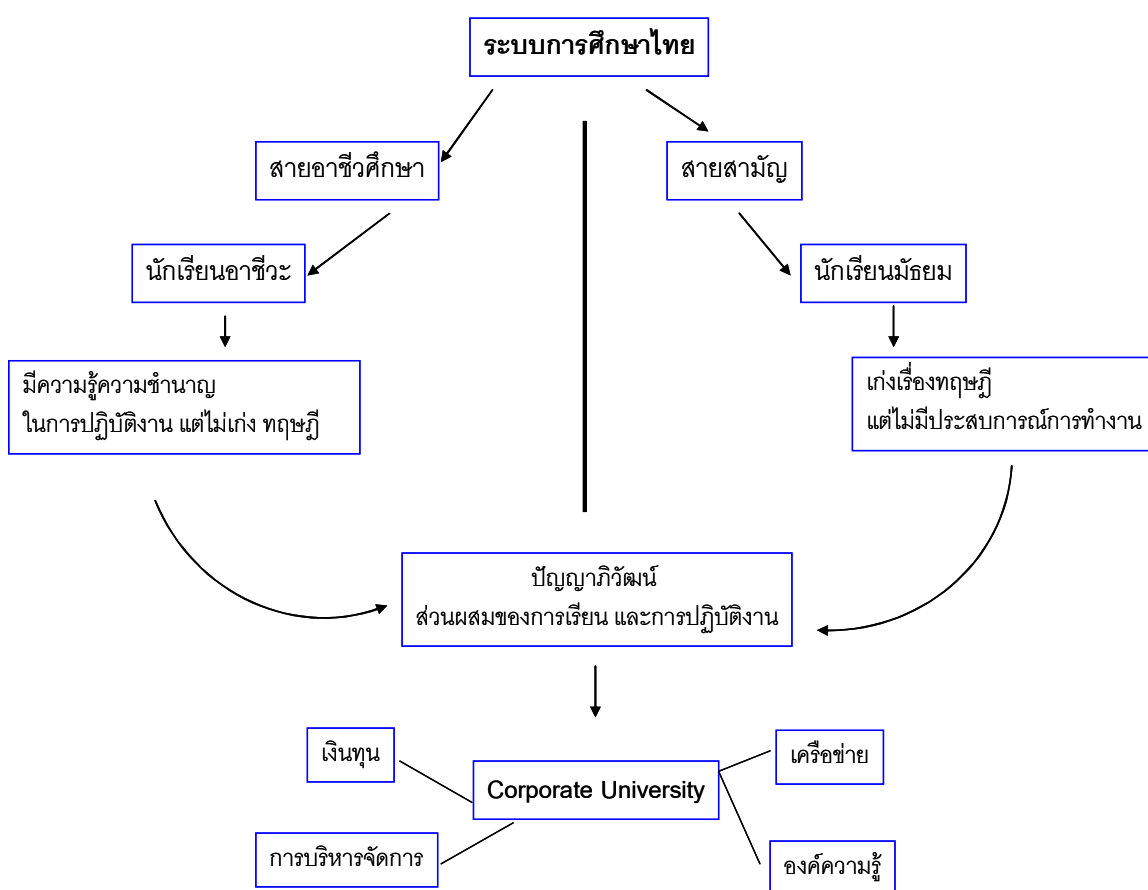 ระบบการศึกษาไทย
สายอาชีวศึกษา
สายสามัญ
นักเรียนอาชีวะ
นักเรียนมัธยม
มีความรู้ความชำนาญ
ในการปฏิบัติงาน แต่ไม่เก่ง ทฤษฎี
เก่งเรื่องทฤษฎี
แต่ไม่มีประสบการณ์การทำงาน
ปัญญาภิวัฒน์
ส่วนผสมของการเรียน และการปฏิบัติงาน
เงินทุน
เครือข่าย
Corporate University
การบริหารจัดการ
องค์ความรู้